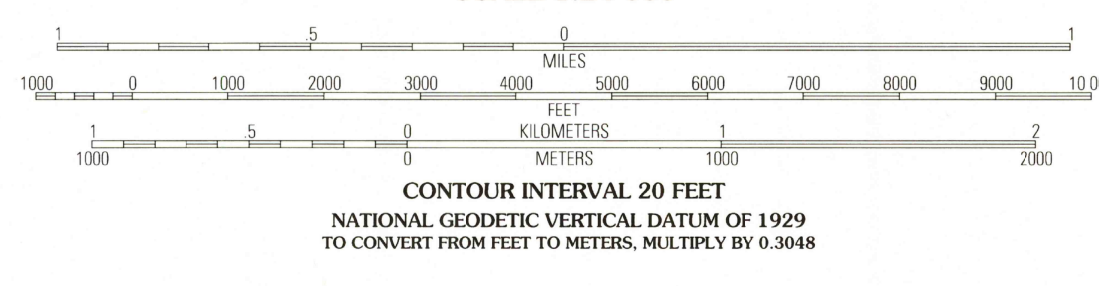 1 .5 0 1
MILES
1000 0 1000 2000 3000 4000 5000 6000 7000 8000 9000
FEET
1 .5 0 KILOMETERS 1 2
1000 0 METERS 1000 2000
CONTOUR INTERVAL 20 FEET
NATIONAL GEODETIC VERTICAL DATUM OF 1929
TO CONVERT FROM FEET TO METERS, MULTIPLY BY 0.3048